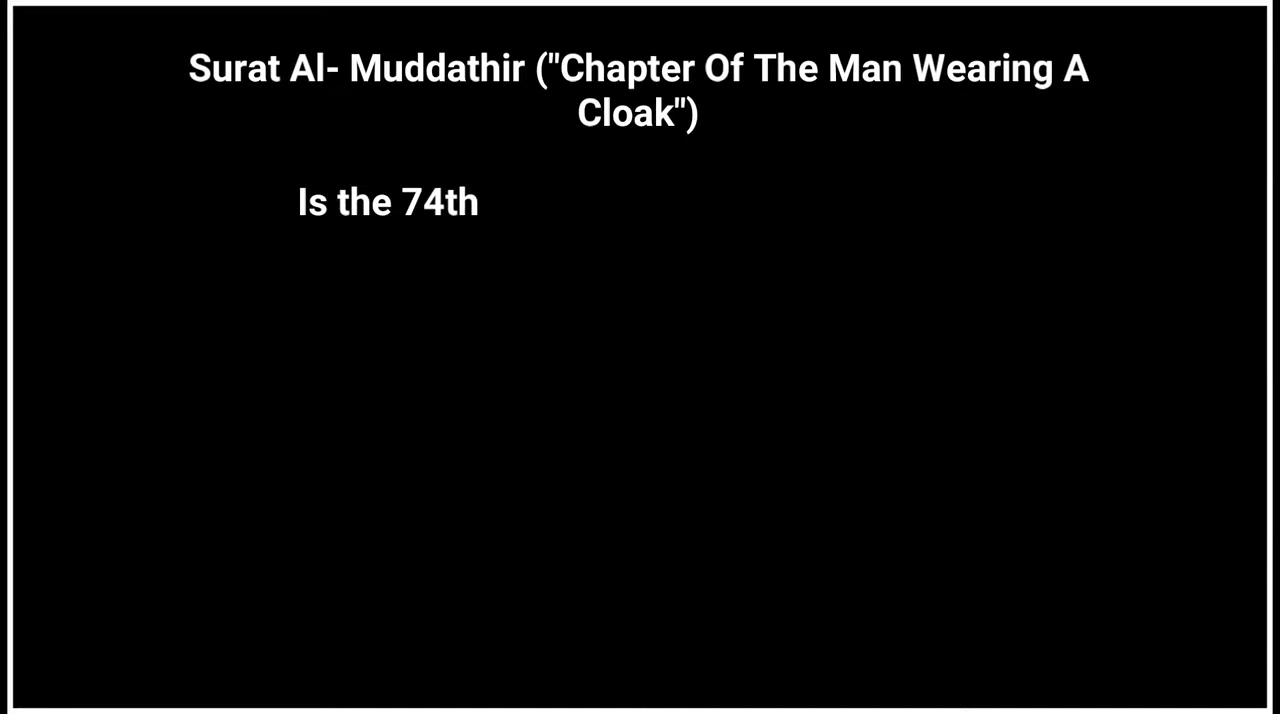 Surat Al- Muddathir ("Chapter Of The Man Wearing A
Cloak")
Is the 74th